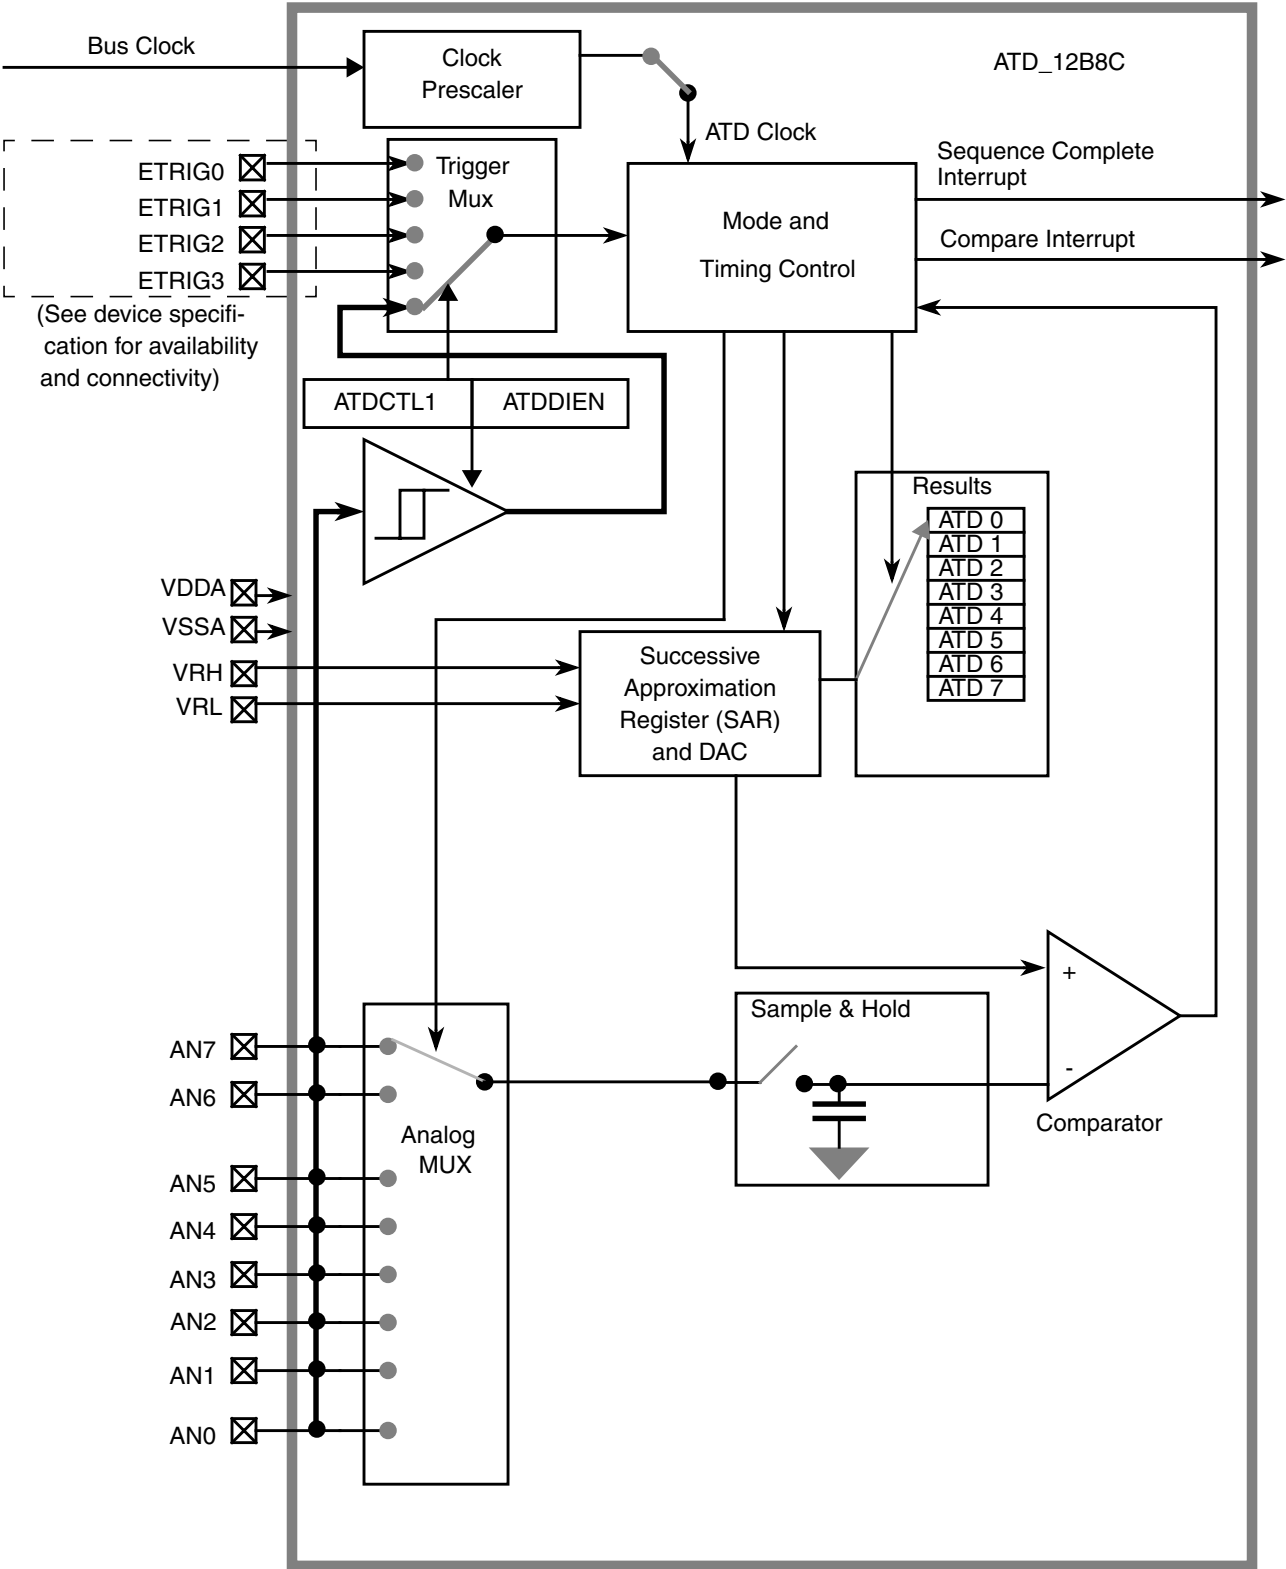 Bus Clock
Clock
Prescaler
ATD_12B8C
ATD Clock
ETRIG0
ETRIG1
ETRIG2
ETRIG3
(See device specifi-
cation for availability
and connectivity)
Trigger
Mux
Mode and
Timing Control
Sequence Complete
Interrupt
Compare Interrupt
ATDCTL1
ATDDIEN
Results
ATD 0
ATD 1
ATD 2
ATD 3
ATD 4
ATD 5
ATD 6
ATD 7
VDDA
VSSA
VRH
VRL
Successive
Approximation
Register (SAR)
and DAC
+
-
Comparator
Sample & Hold
Analog
MUX
AN7
AN6
AN5
AN4
AN3
AN2
AN1
AN0